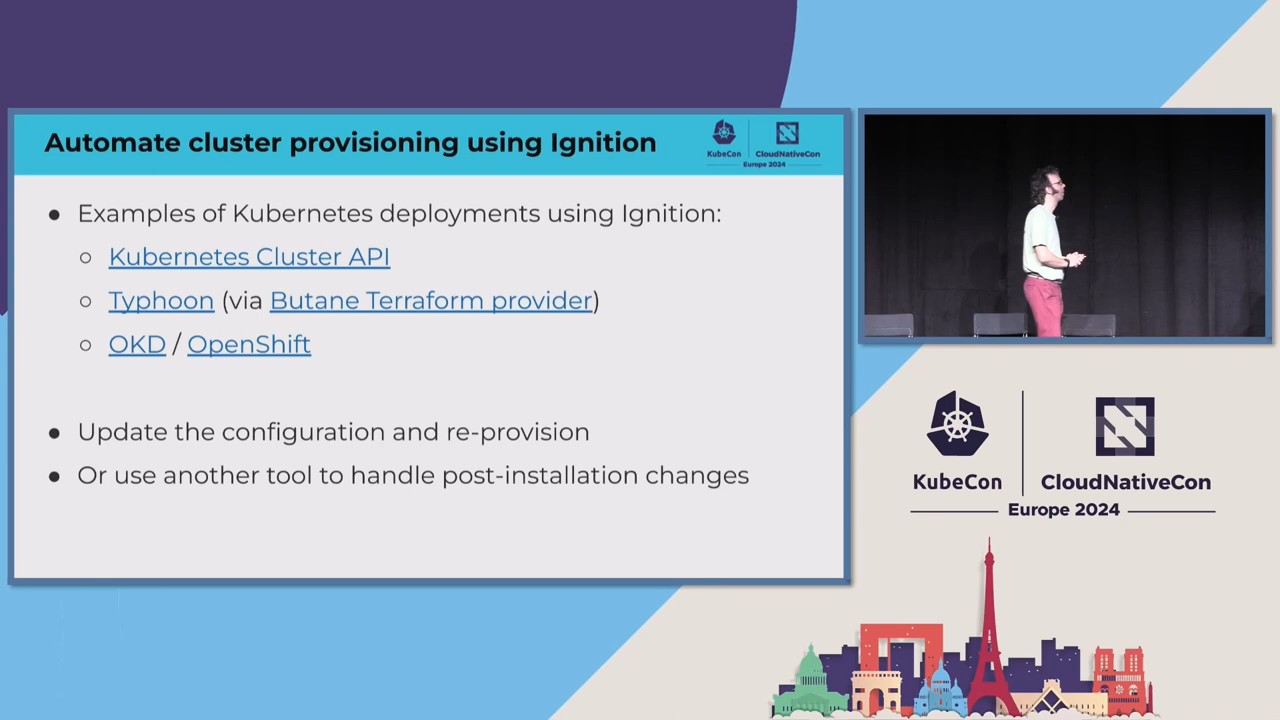 Automate cluster provisioning using Ignition
KubeCon
CloudNativeCon
Europe 2024
● Examples of Kubernetes deployments using Ignition:
○ Kubernetes Cluster API
○ Typhoon (via Butane Terraform provider)
○ OKD / OpenShift
● Update the configuration and re-provision
● Or use another tool to handle post-installation changes
KubeCon
CloudNativeCon
Europe 2024